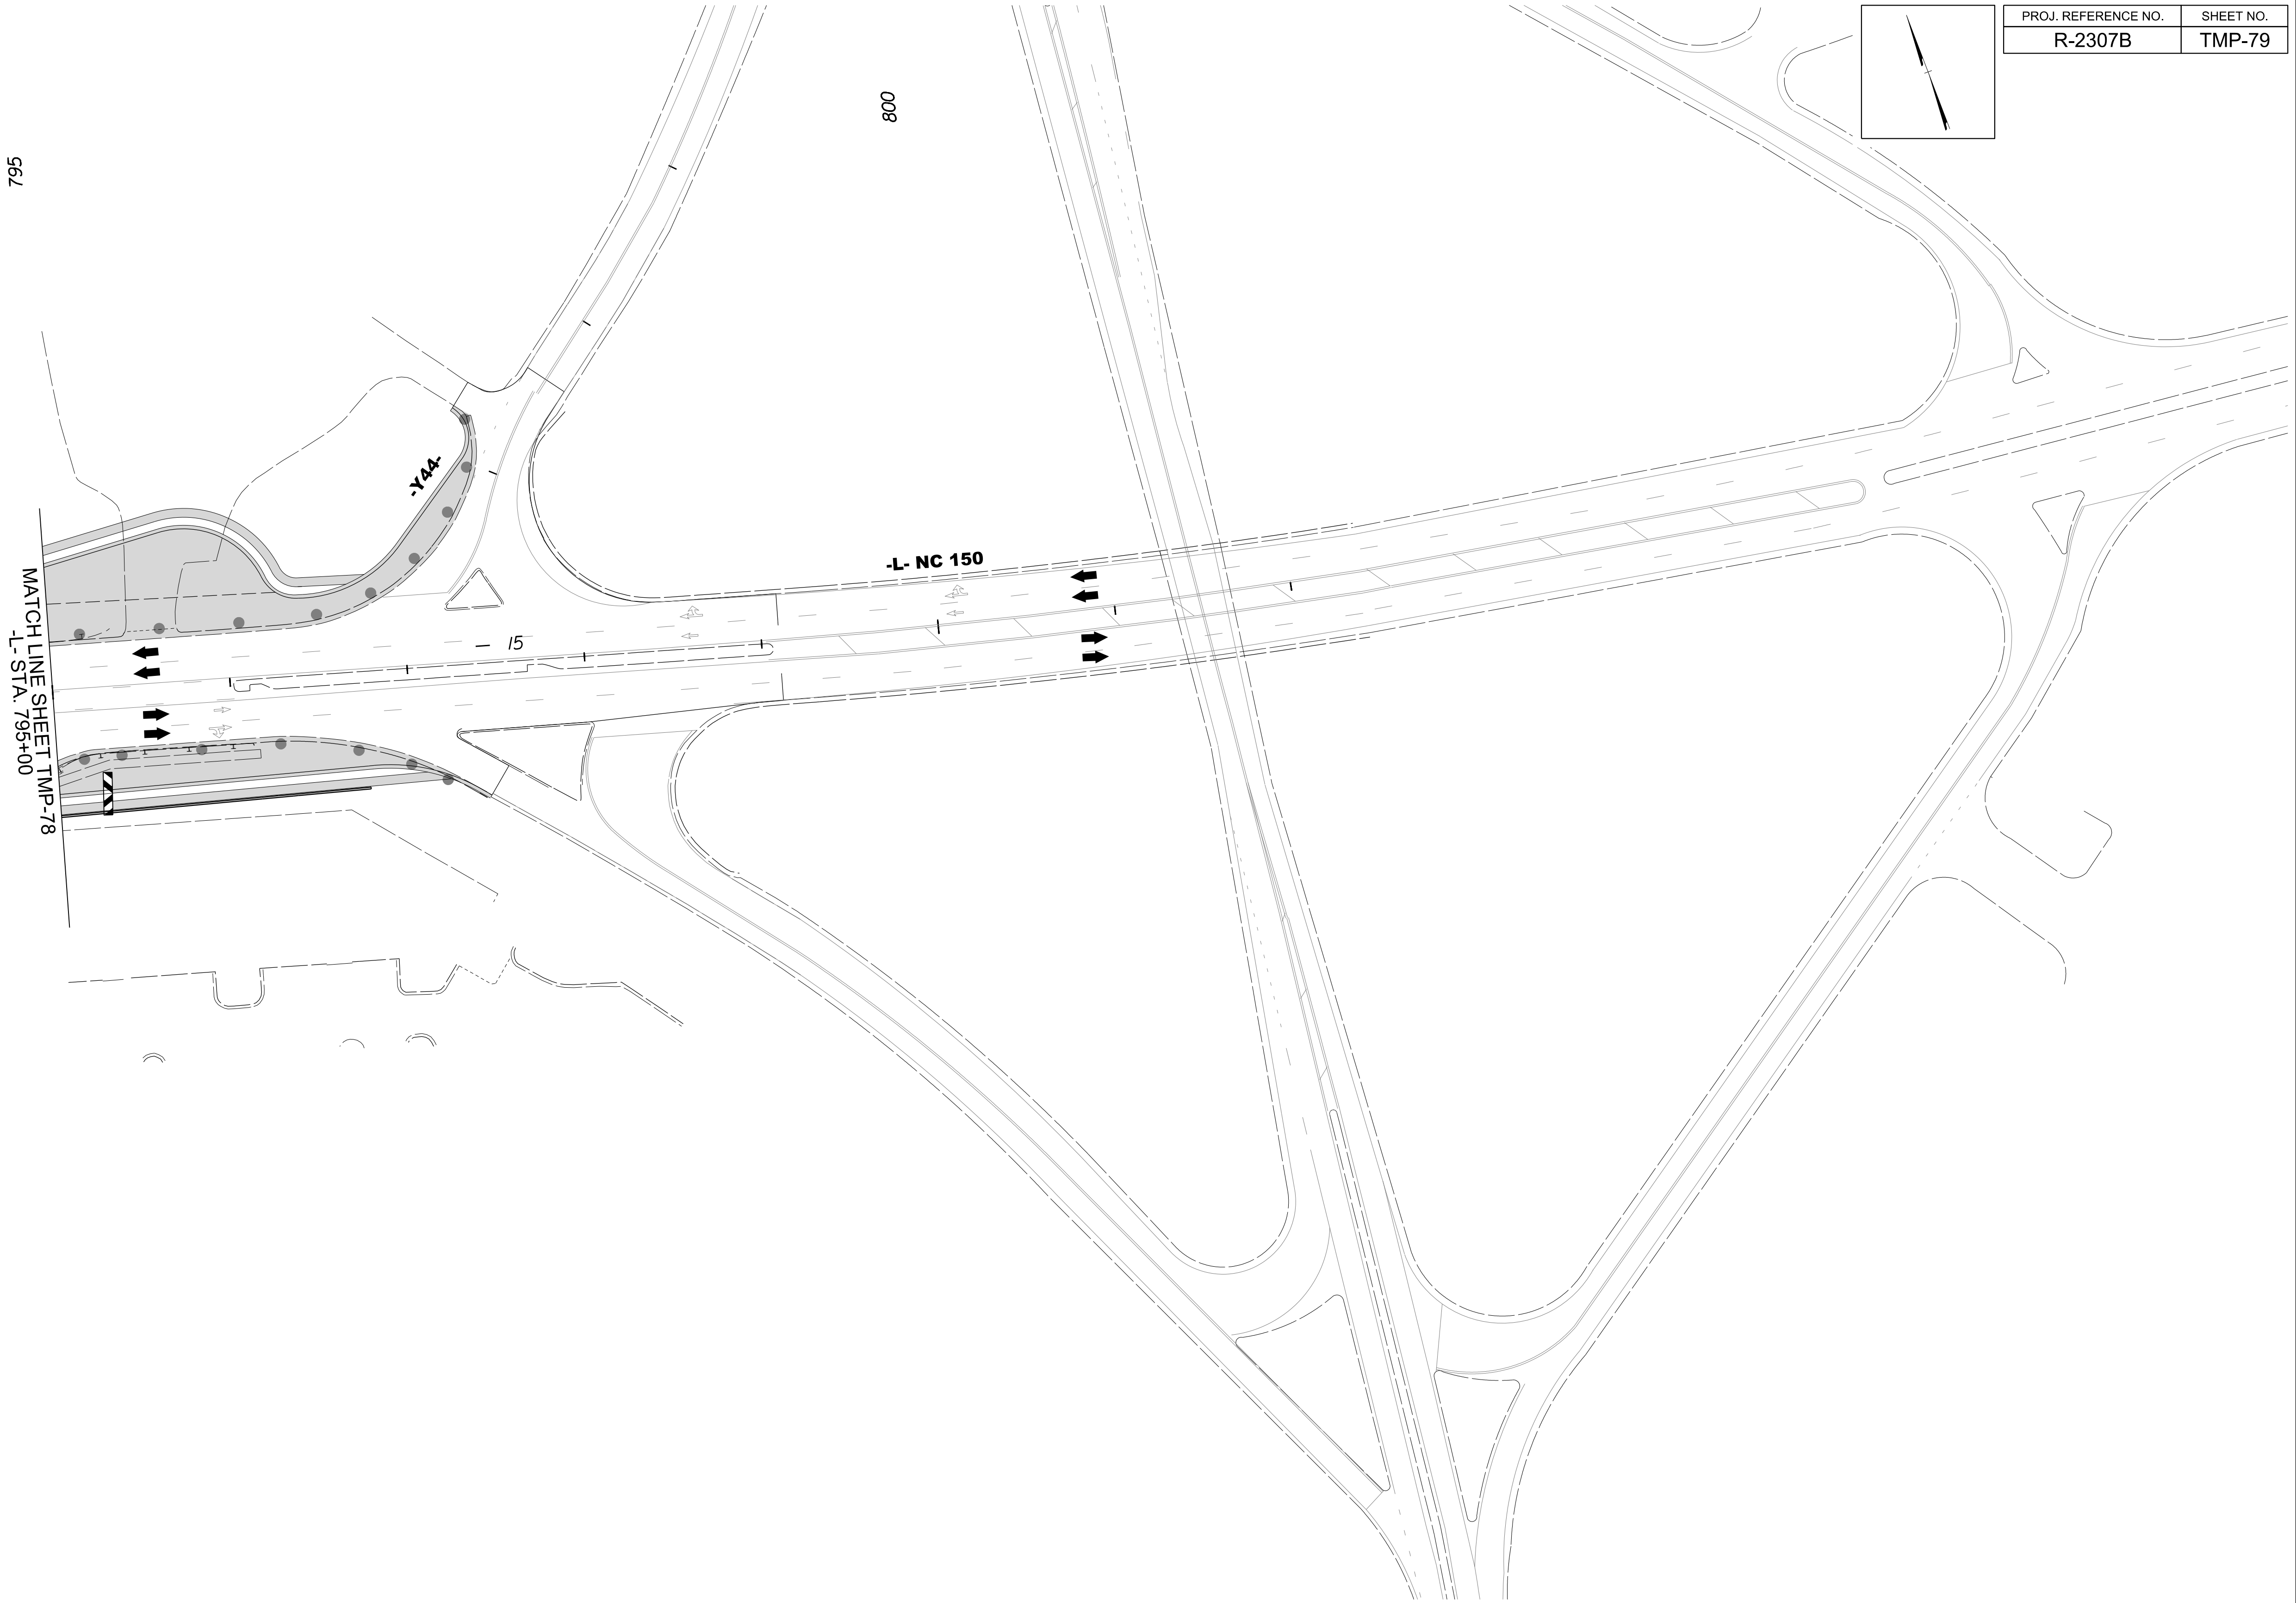 PROJ. REFERENCE NO. SHEET NO.
R-2307B TMP-79
795
800
-Y44-
-L- NC 150
15
MATCH LINE SHEET TMP-78
-L- STA. 795+00